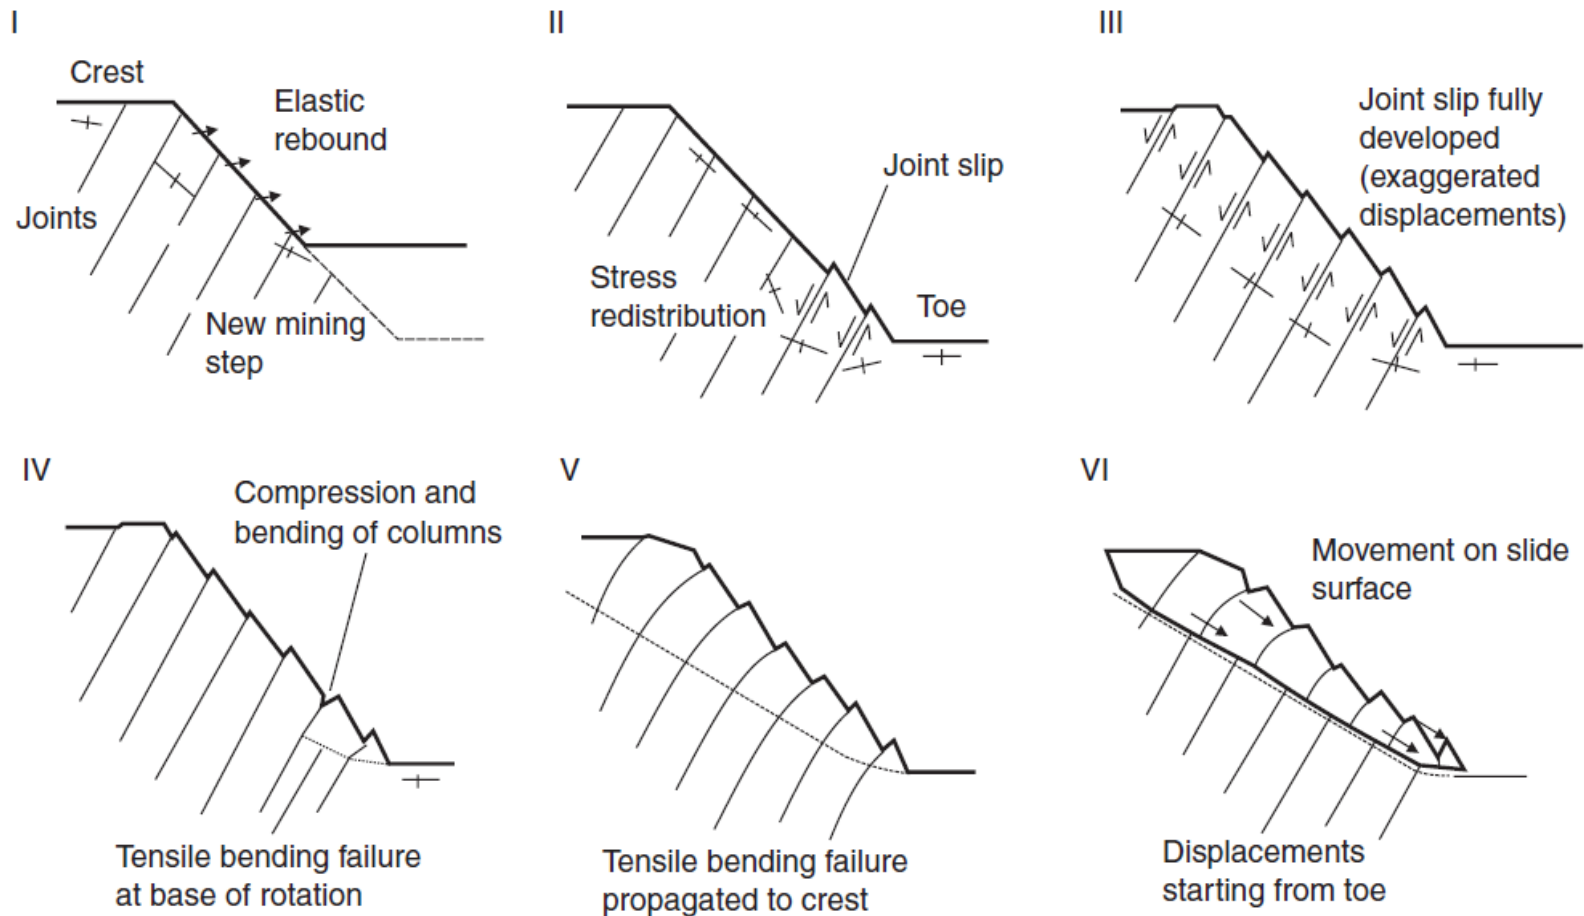 I
Crest
Elastic
rebound
Joints
New mining
step
II
Joint slip
Stress
redistribution
Toe
III
Joint slip fully
developed
(exaggerated
displacements)
IV
Compression and
bending of columns
Tensile bending failure
at base of rotation
V
Tensile bending failure
propagated to crest
VI
Movement on slide
surface
Displacements
starting from toe